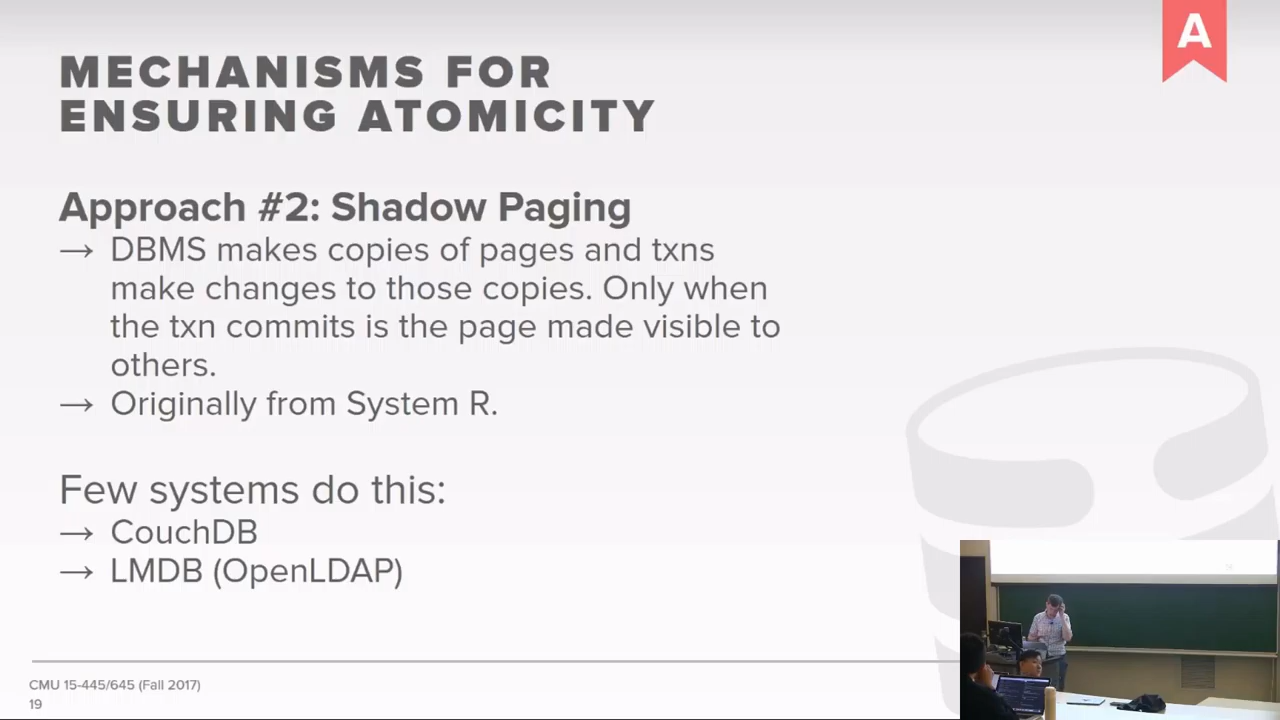 A
MECHANISMS FOR
ENSURING ATOMICITY
Approach #2: Shadow Paging
→ DBMS makes copies of pages and txns
make changes to those copies. Only when
the txn commits is the page made visible to
others.
→ Originally from System R.
Few systems do this:
→ CouchDB
→ LMDB (OpenLDAP)
CMU 15-445/645 (Fall 2017)
19